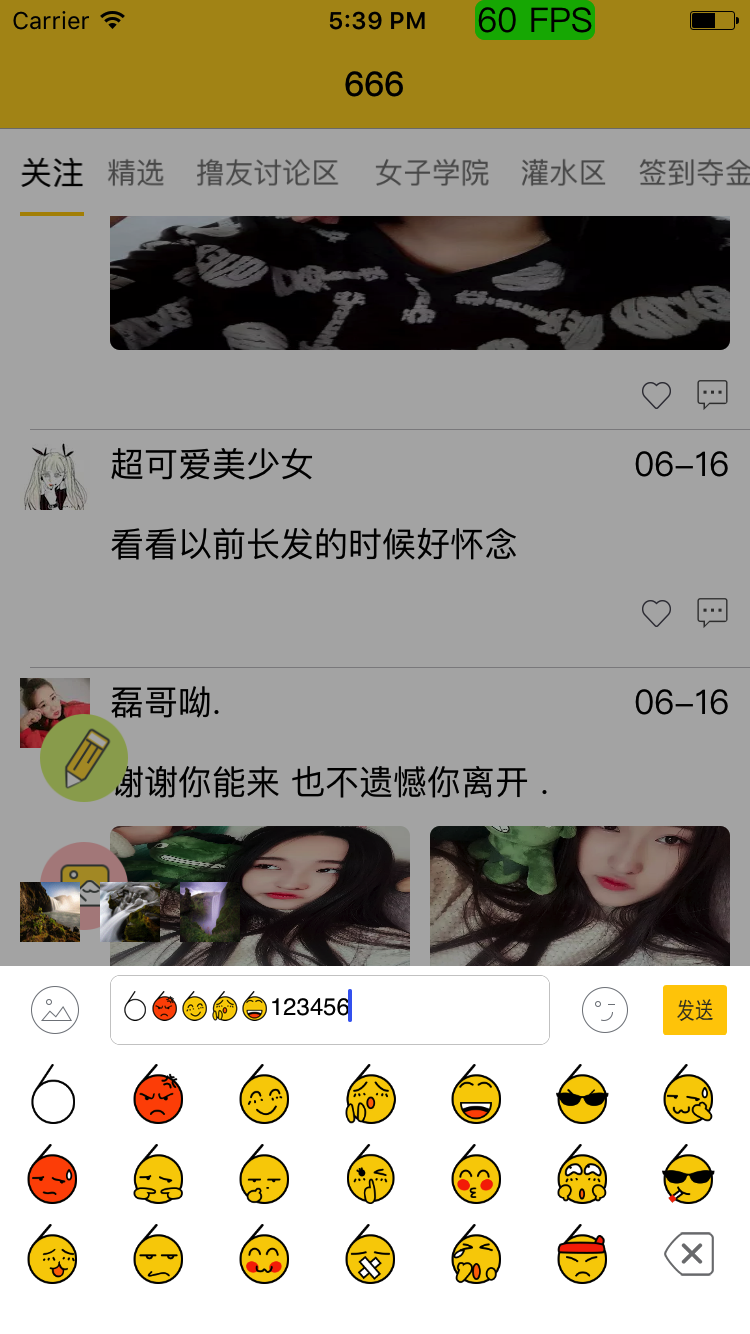 Carrier 5:39 PM 60 FPS
666
关注 精选 撸友讨论区 女子学院 灌水区 签到夺金
超可爱美少女 06-16
看看以前长发的时候好怀念
磊哥呦. 06-16
谢谢你能来 也不遗憾你离开 .
123456 发送